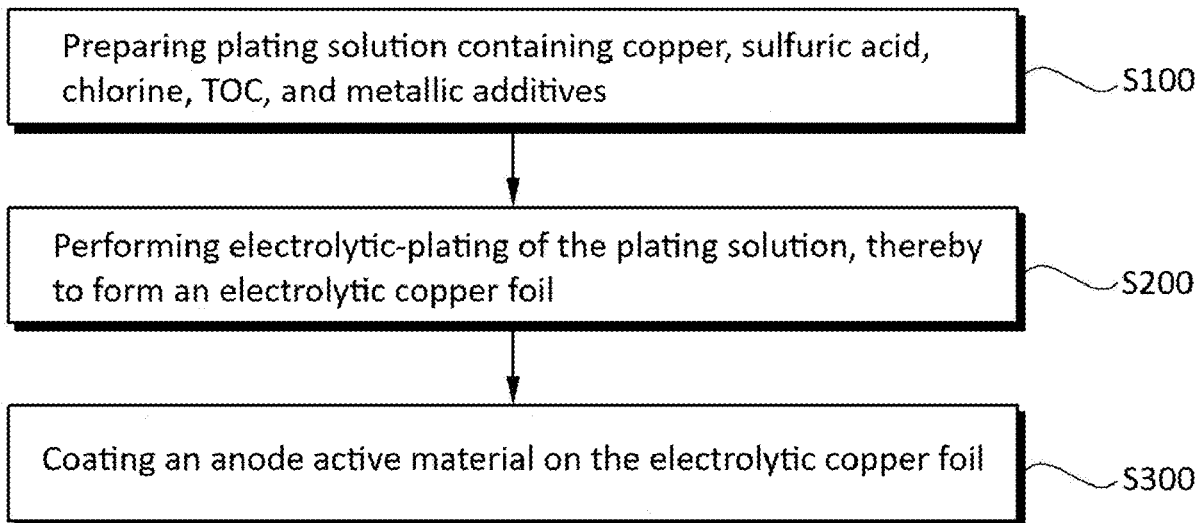 Preparing plating solution containing copper, sulfuric acid,
chlorine, TOC, and metallic additives
S100
Performing electrolytic-plating of the plating solution, thereby
to form an electrolytic copper foil
S200
Coating an anode active material on the electrolytic copper foil
S300